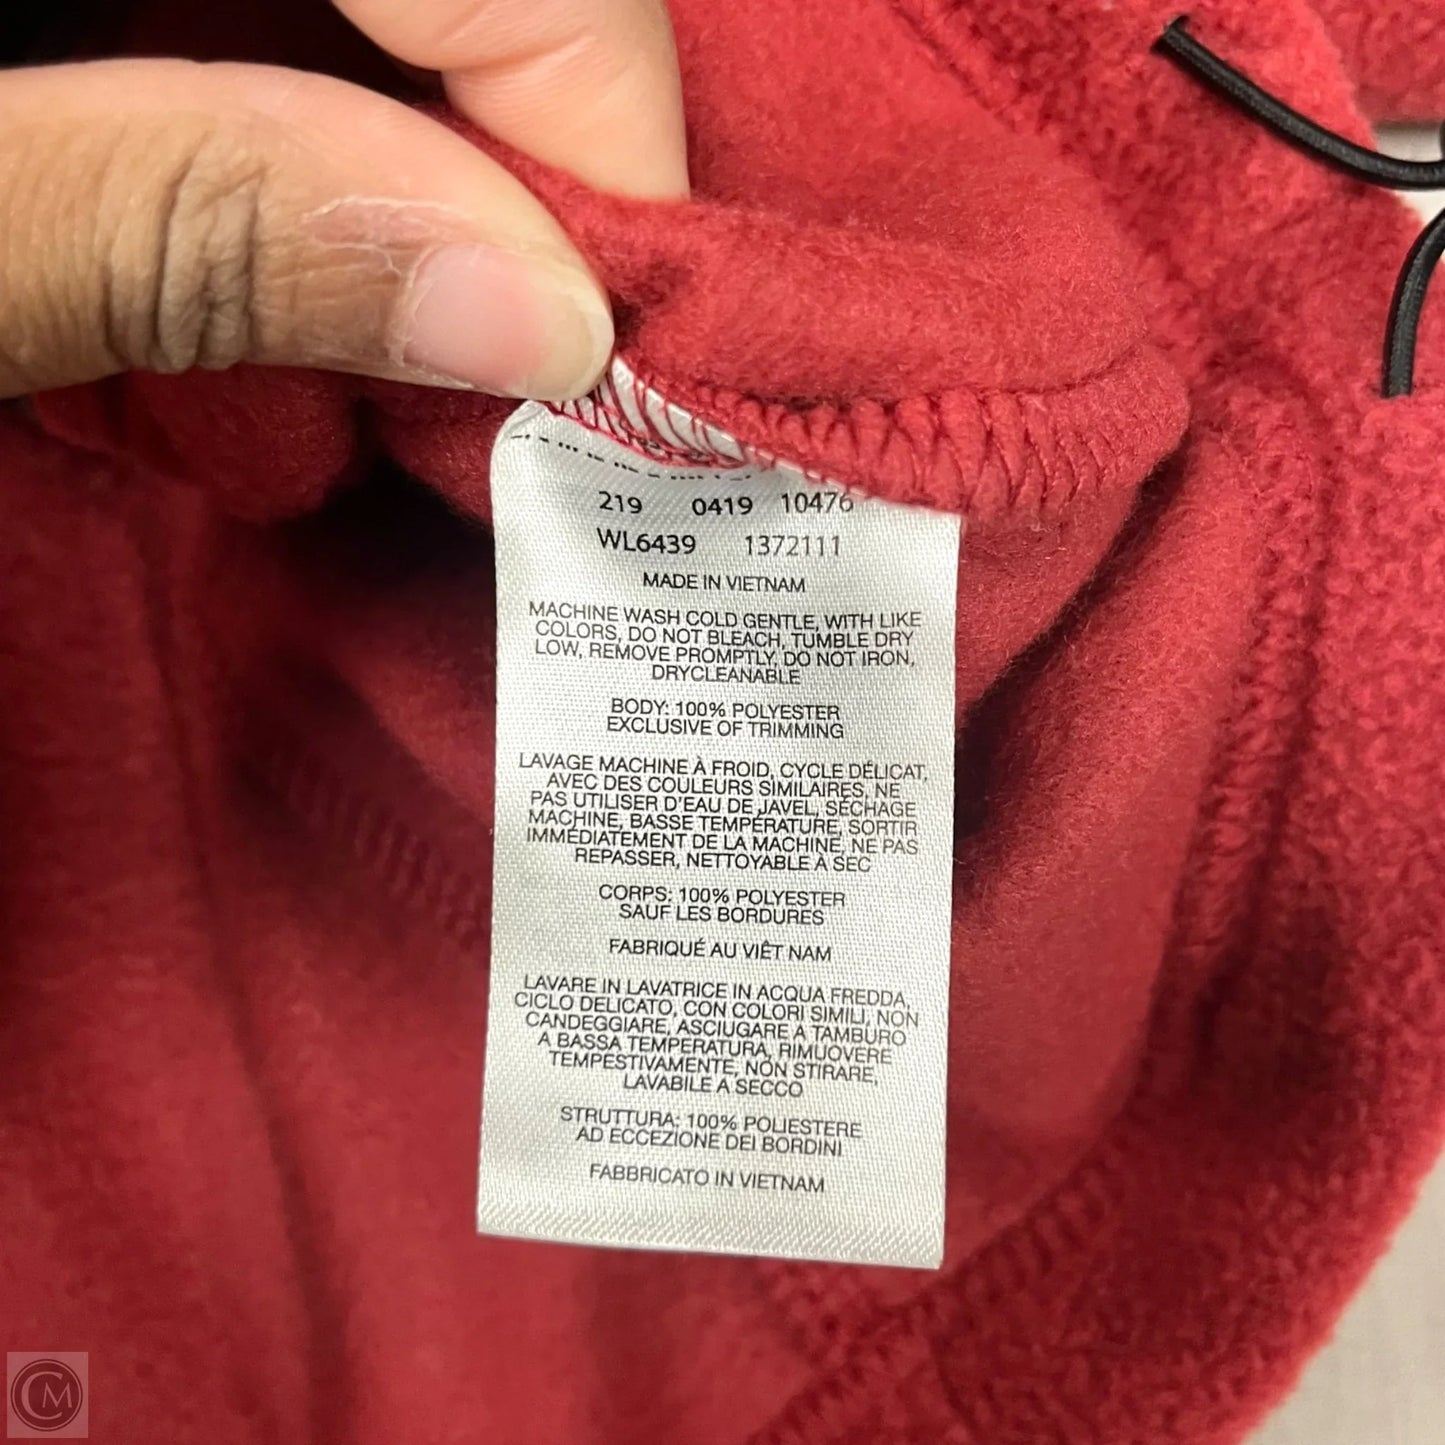 219 0419 10476
WL6439 1372111
MADE IN VIETNAM
MACHINE WASH COLD GENTLE, WITH LIKE
COLORS, DO NOT BLEACH, TUMBLE DRY
LOW, REMOVE PROMPTLY, DO NOT IRON,
DRYCLEANABLE
BODY: 100% POLYESTER
EXCLUSIVE OF TRIMMING
LAVAGE MACHINE À FROID, CYCLE DÉLICAT,
AVEC DES COULEURS SIMILAIRES, NE
PAS UTILISER D'EAU DE JAVEL, SÉCHAGE
MACHINE, BASSE TEMPÉRATURE, SORTIR
IMMÉDIATEMENT DE LA MACHINE, NE PAS
REPASSER, NETTOYABLE À SEC
CORPS: 100% POLYESTER
SAUF LES BORDURES
FABRIQUÉ AU VIÊT NAM
LAVARE IN LAVATRICE IN ACQUA FREDDA,
CICLO DELICATO, CON COLORI SIMILI, NON
CANDEGGIARE, ASCIUGARE A TAMBURO
A BASSA TEMPERATURA, RIMUOVERE
TEMPESTIVAMENTE, NON STIRARE,
LAVABILE A SECCO
STRUTTURA: 100% POLIESTERE
AD ECCEZIONE DEI BORDINI
FABBRICATO IN VIETNAM
CM